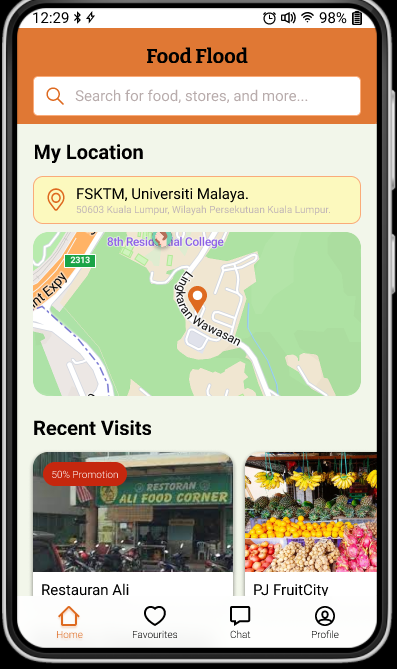 12:29
98%
Food Flood
Search for food, stores, and more...
My Location
FSKTM, Universiti Malaya.
50603 Kuala Lumpur, Wilayah Persekutuan Kuala Lumpur.
8th Residential College
2313
nt Expy
Lingkaran Wawasan
Recent Visits
50% Promotion
RESTORAN
ALI FOOD CORNER
Restauran Ali
PJ FruitCity
Home
Favourites
Chat
Profile